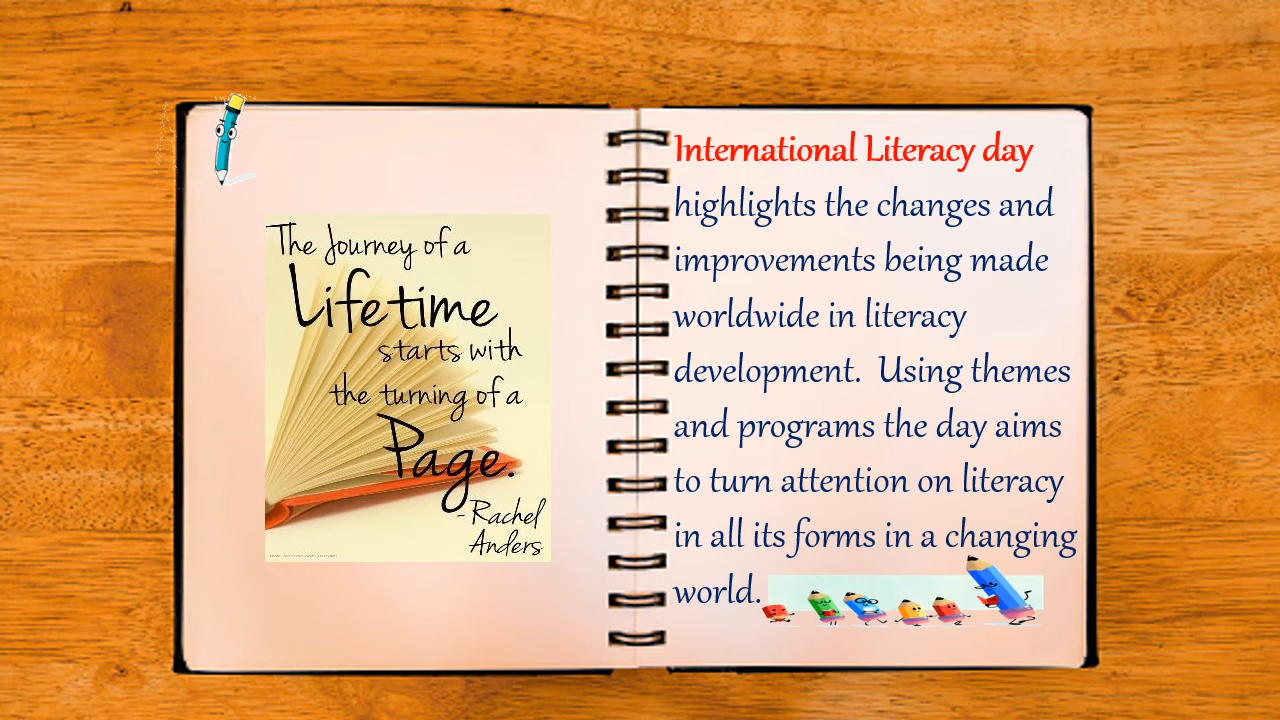 The Journey of a
Lifetime
starts with
the turning of a
Page.
-Rachel
Anders
International Literacy day
highlights the changes and
improvements being made
worldwide in literacy
development.  Using themes
and programs the day aims
to turn attention on literacy
in all its forms in a changing
world.